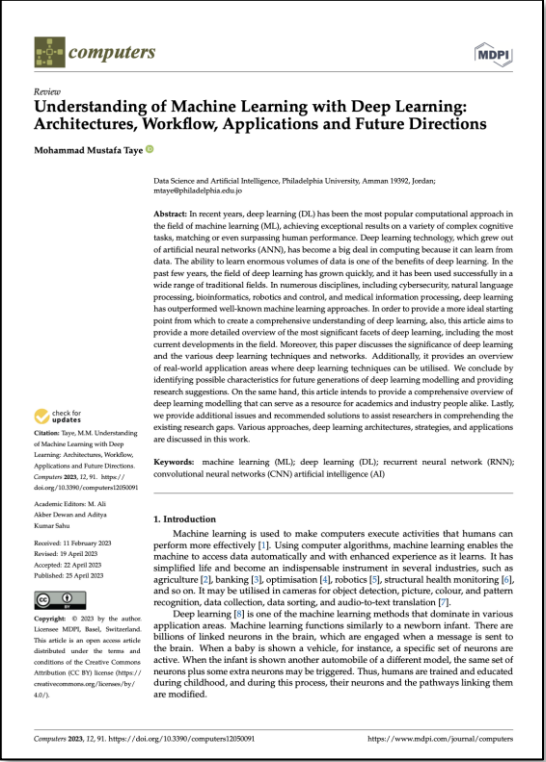 computers
MDPI
Review
Understanding of Machine Learning with Deep Learning:
Architectures, Workflow, Applications and Future Directions
Mohammad Mustafa Taye
Data Science and Artificial Intelligence, Philadelphia University, Amman 19392, Jordan;
mtaye@philadelphia.edu.jo
Abstract: In recent years, deep learning (DL) has been the most popular computational approach in
the field of machine learning (ML), achieving exceptional results on a variety of complex cognitive
tasks, matching or even surpassing human performance. Deep learning technology, which grew out
of artificial neural networks (ANN), has become a big deal in computing because it can learn from
data. The ability to learn enormous volumes of data is one of the benefits of deep learning. In the
past few years, the field of deep learning has grown quickly, and it has been used successfully in a
wide range of traditional fields. In numerous disciplines, including cybersecurity, natural language
processing, bioinformatics, robotics and control, and medical information processing, deep learning
has outperformed well-known machine learning approaches. In order to provide a more ideal starting
point from which to create a comprehensive understanding of deep learning, also, this article aims to
provide a more detailed overview of the most significant facets of deep learning, including the most
current developments in the field. Moreover, this paper discusses the significance of deep learning
and the various deep learning techniques and networks. Additionally, it provides an overview
of real-world application areas where deep learning techniques can be utilised. We conclude by
identifying possible characteristics for future generations of deep learning modelling and providing
research suggestions. On the same hand, this article intends to provide a comprehensive overview of
deep learning modelling that can serve as a resource for academics and industry people alike. Lastly,
we provide additional issues and recommended solutions to assist researchers in comprehending the
existing research gaps. Various approaches, deep learning architectures, strategies, and applications
are discussed in this work.
Keywords: machine learning (ML); deep learning (DL); recurrent neural network (RNN);
convolutional neural networks (CNN) artificial intelligence (AI)
check for
updates
Citation: Taye, M.M. Understanding
of Machine Learning with Deep
Learning: Architectures, Workflow,
Applications and Future Directions.
Computers 2023, 12, 91. https://
doi.org/10.3390/computers12050091
Academic Editors: M. Ali
Akber Dewan and Aditya
Kumar Sahu
Received: 11 February 2023
Revised: 19 April 2023
Accepted: 22 April 2023
Published: 25 April 2023
cc
BY
Copyright: © 2023 by the author.
Licensee MDPI, Basel, Switzerland.
This article is an open access article
distributed under the terms and
conditions of the Creative Commons
Attribution (CC BY) license (https://
creativecommons.org/licenses/by/
4.0/).
1. Introduction
Machine learning is used to make computers execute activities that humans can
perform more effectively [1]. Using computer algorithms, machine learning enables the
machine to access data automatically and with enhanced experience as it learns. It has
simplified life and become an indispensable instrument in several industries, such as
agriculture [2], banking [3], optimisation [4], robotics [5], structural health monitoring [6],
and so on. It may be utilised in cameras for object detection, picture, colour, and pattern
recognition, data collection, data sorting, and audio-to-text translation [7].
Deep learning [8] is one of the machine learning methods that dominate in various
application areas. Machine learning functions similarly to a newborn infant. There are
billions of linked neurons in the brain, which are engaged when a message is sent to
the brain. When a baby is shown a vehicle, for instance, a specific set of neurons are
active. When the infant is shown another automobile of a different model, the same set of
neurons plus some extra neurons may be triggered. Thus, humans are trained and educated
during childhood, and during this process, their neurons and the pathways linking them
are modified.
Computers 2023, 12, 91. https://doi.org/10.3390/computers12050091
https://www.mdpi.com/journal/computers